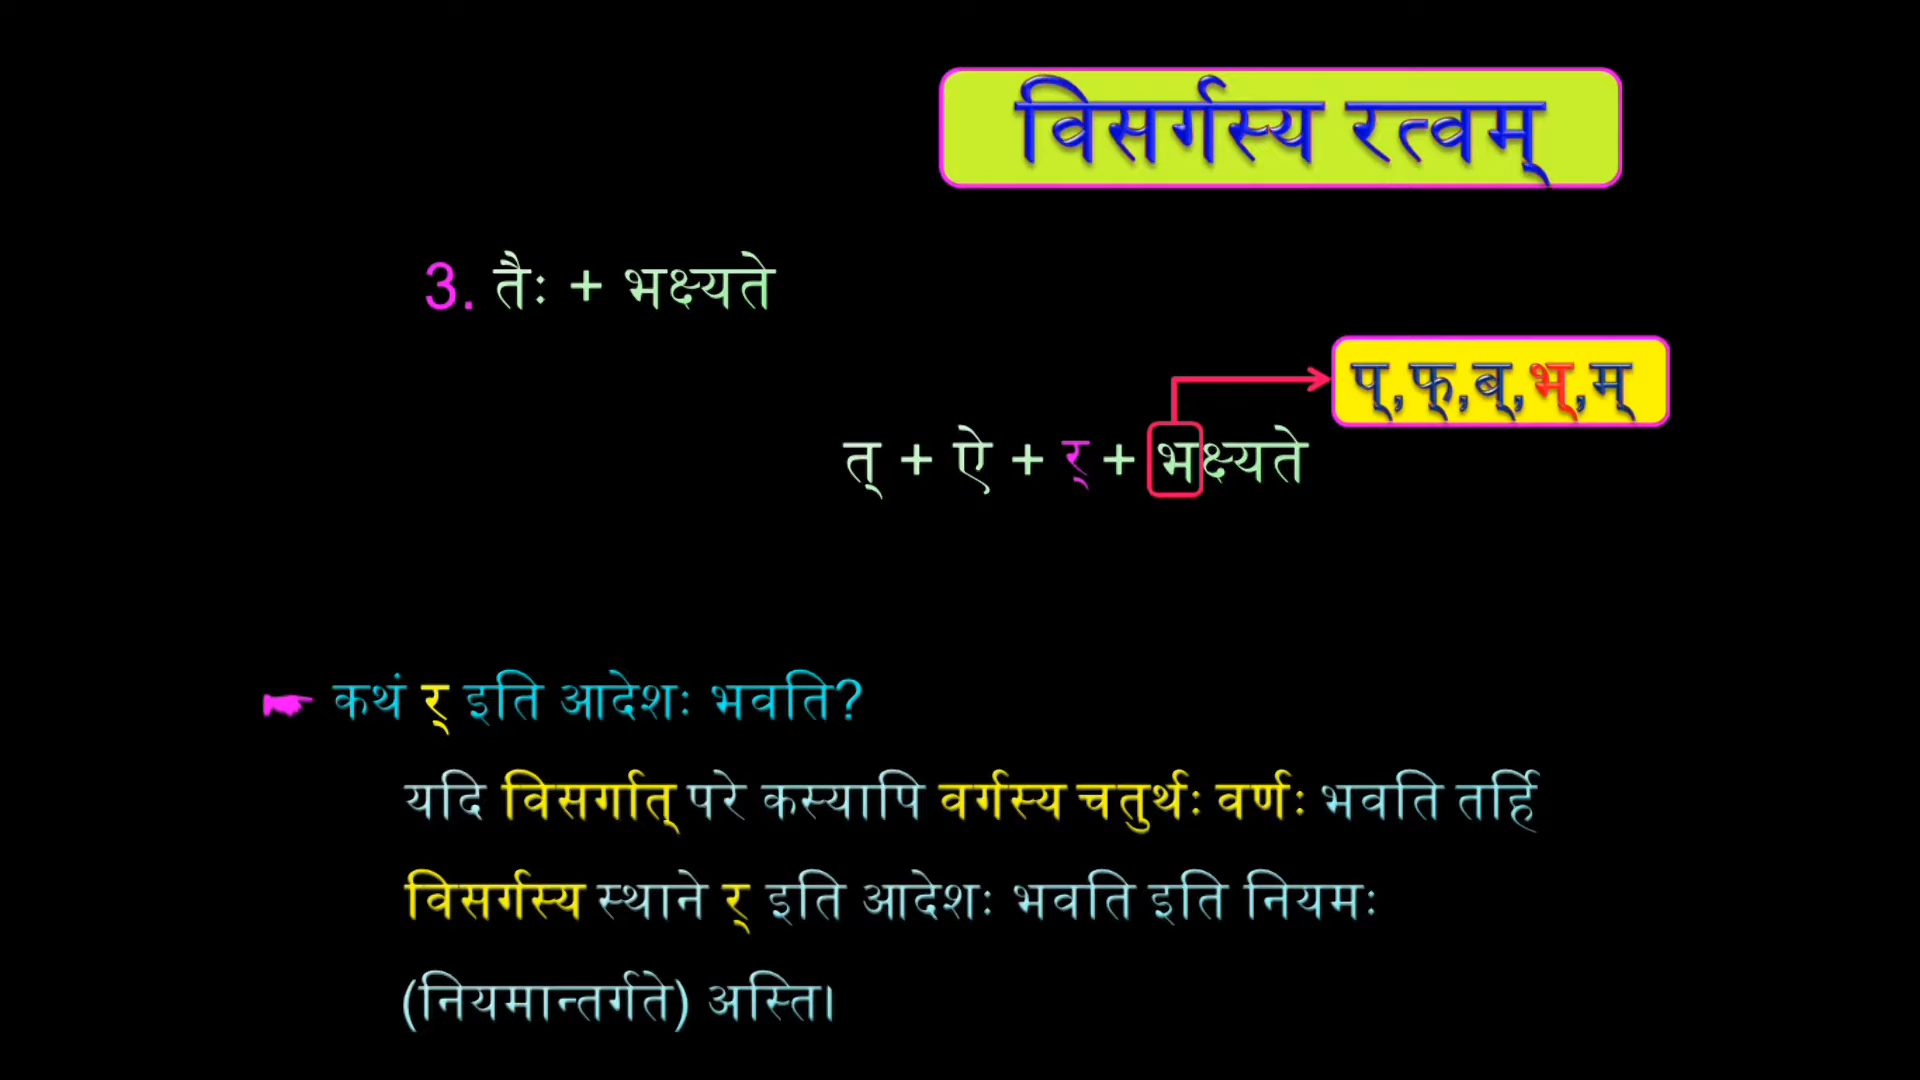 विसर्गस्य रत्वम्
3. तैः + भक्ष्यते
प्,फ्,ब्,भ्,म्
त् + ऐ + र् + भक्ष्यते
कथं र् इति आदेशः भवति?
यदि विसर्गात् परे कस्यापि वर्गस्य चतुर्थः वर्णः भवति तर्हि
विसर्गस्य स्थाने र् इति आदेशः भवति इति नियमः
(नियमान्तर्गते) अस्ति।